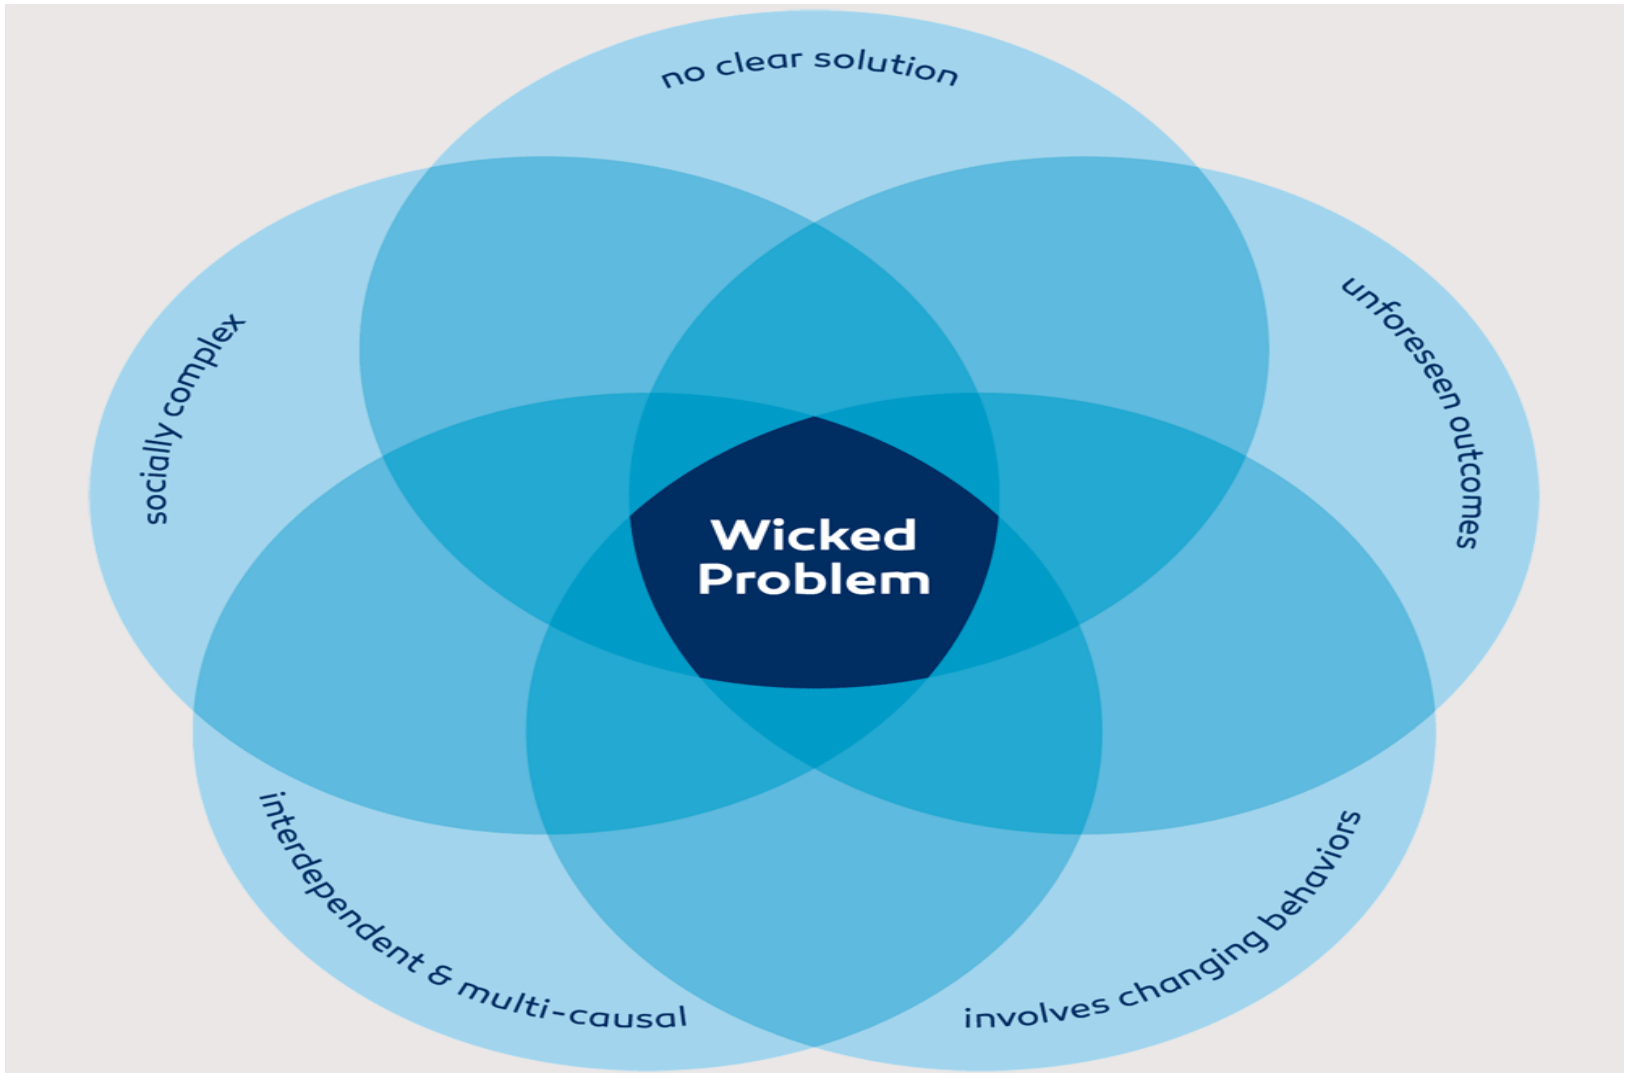 no clear solution
unforeseen outcomes
socially complex
Wicked
Problem
interdependent & multi-causal
involves changing behaviors